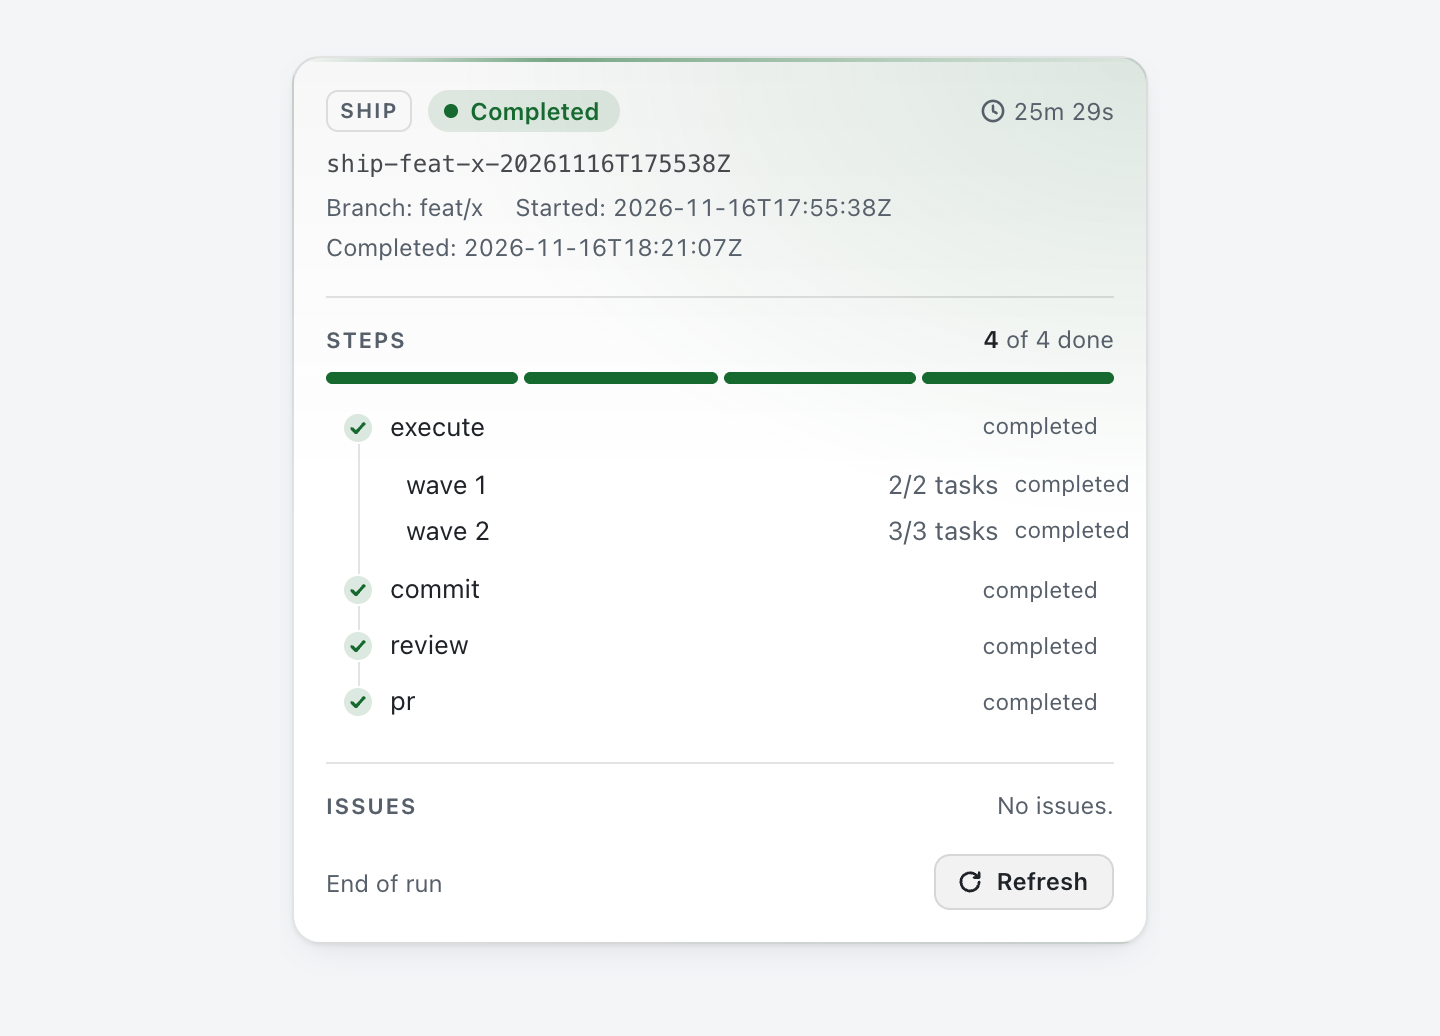 SHIP Completed 25m 29s
ship-feat-x-20261116T175538Z
Branch: feat/x Started: 2026-11-16T17:55:38Z
Completed: 2026-11-16T18:21:07Z
STEPS 4 of 4 done
execute completed
wave 1 2/2 tasks completed
wave 2 3/3 tasks completed
commit completed
review completed
pr completed
ISSUES No issues.
End of run Refresh